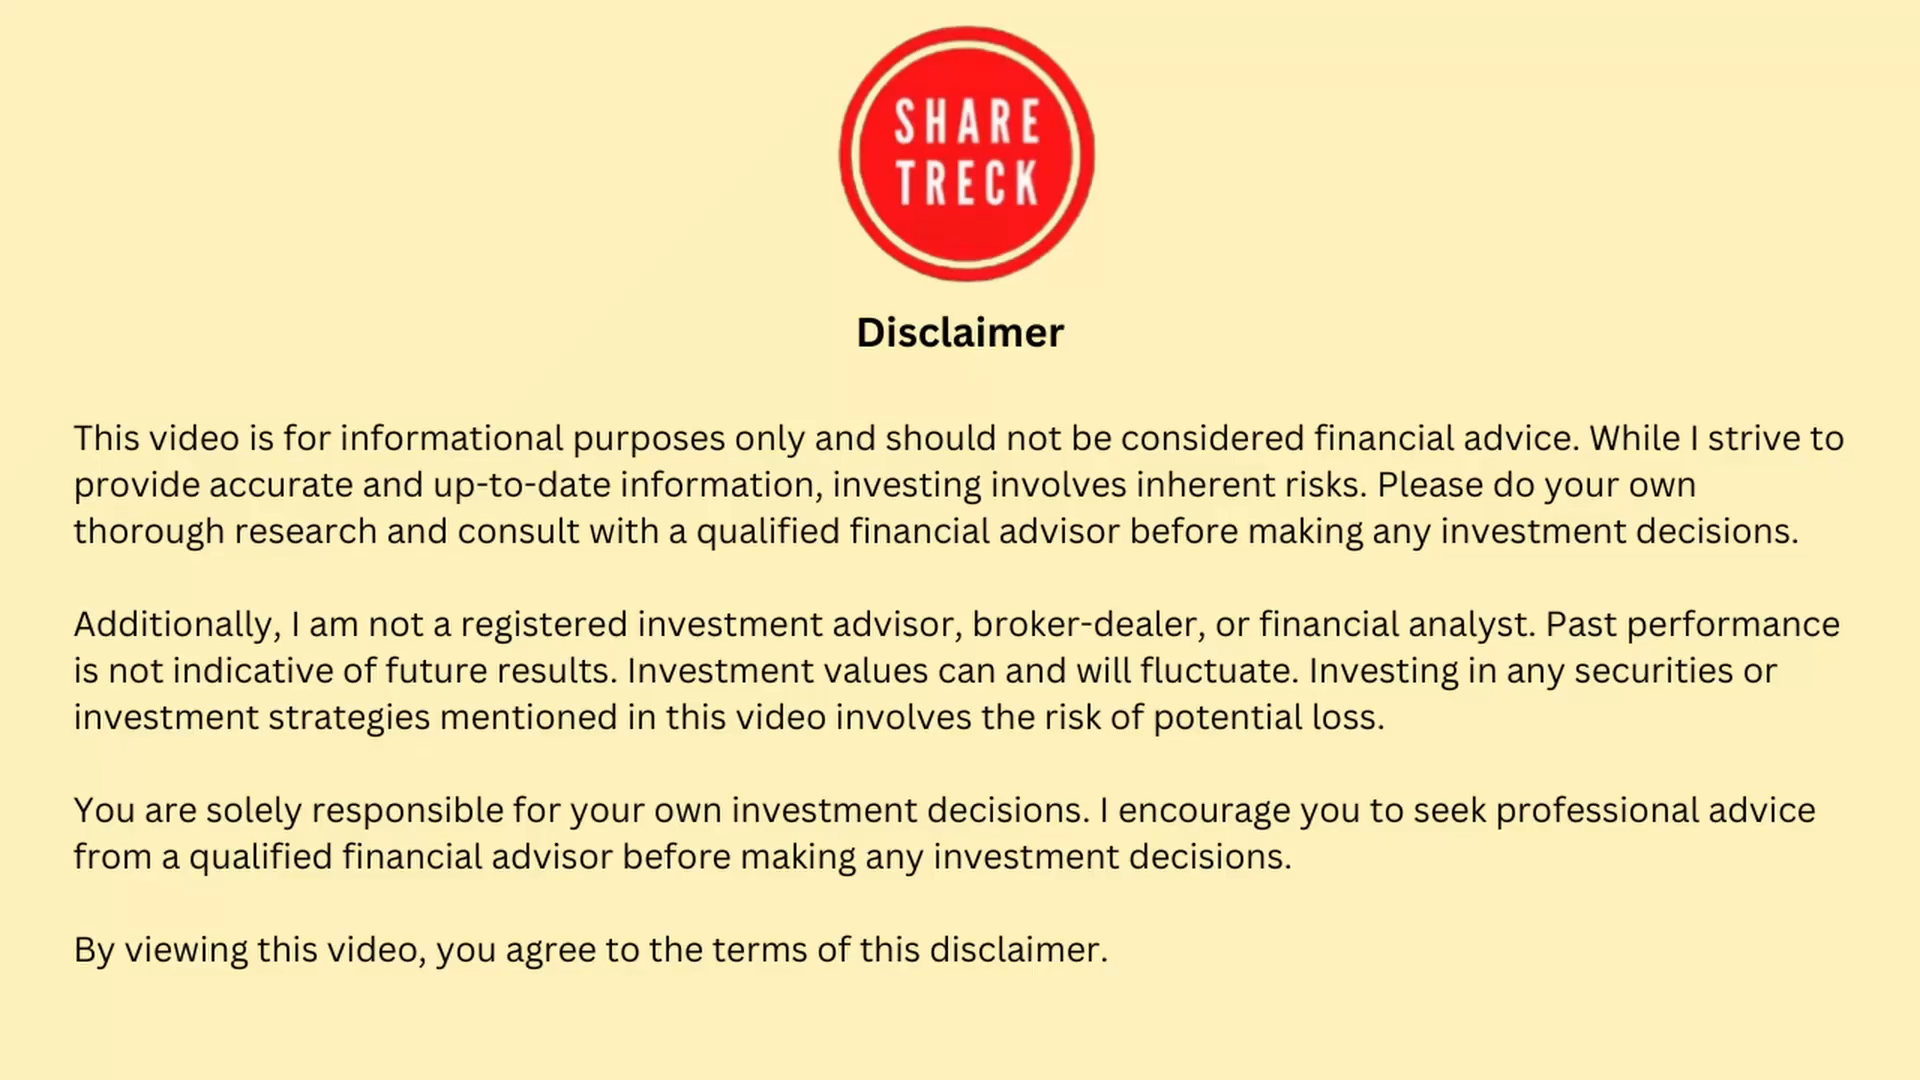 SHARE
TRECK
Disclaimer
This video is for informational purposes only and should not be considered financial advice. While I strive to
provide accurate and up-to-date information, investing involves inherent risks. Please do your own
thorough research and consult with a qualified financial advisor before making any investment decisions.
Additionally, I am not a registered investment advisor, broker-dealer, or financial analyst. Past performance
is not indicative of future results. Investment values can and will fluctuate. Investing in any securities or
investment strategies mentioned in this video involves the risk of potential loss.
You are solely responsible for your own investment decisions. I encourage you to seek professional advice
from a qualified financial advisor before making any investment decisions.
By viewing this video, you agree to the terms of this disclaimer.